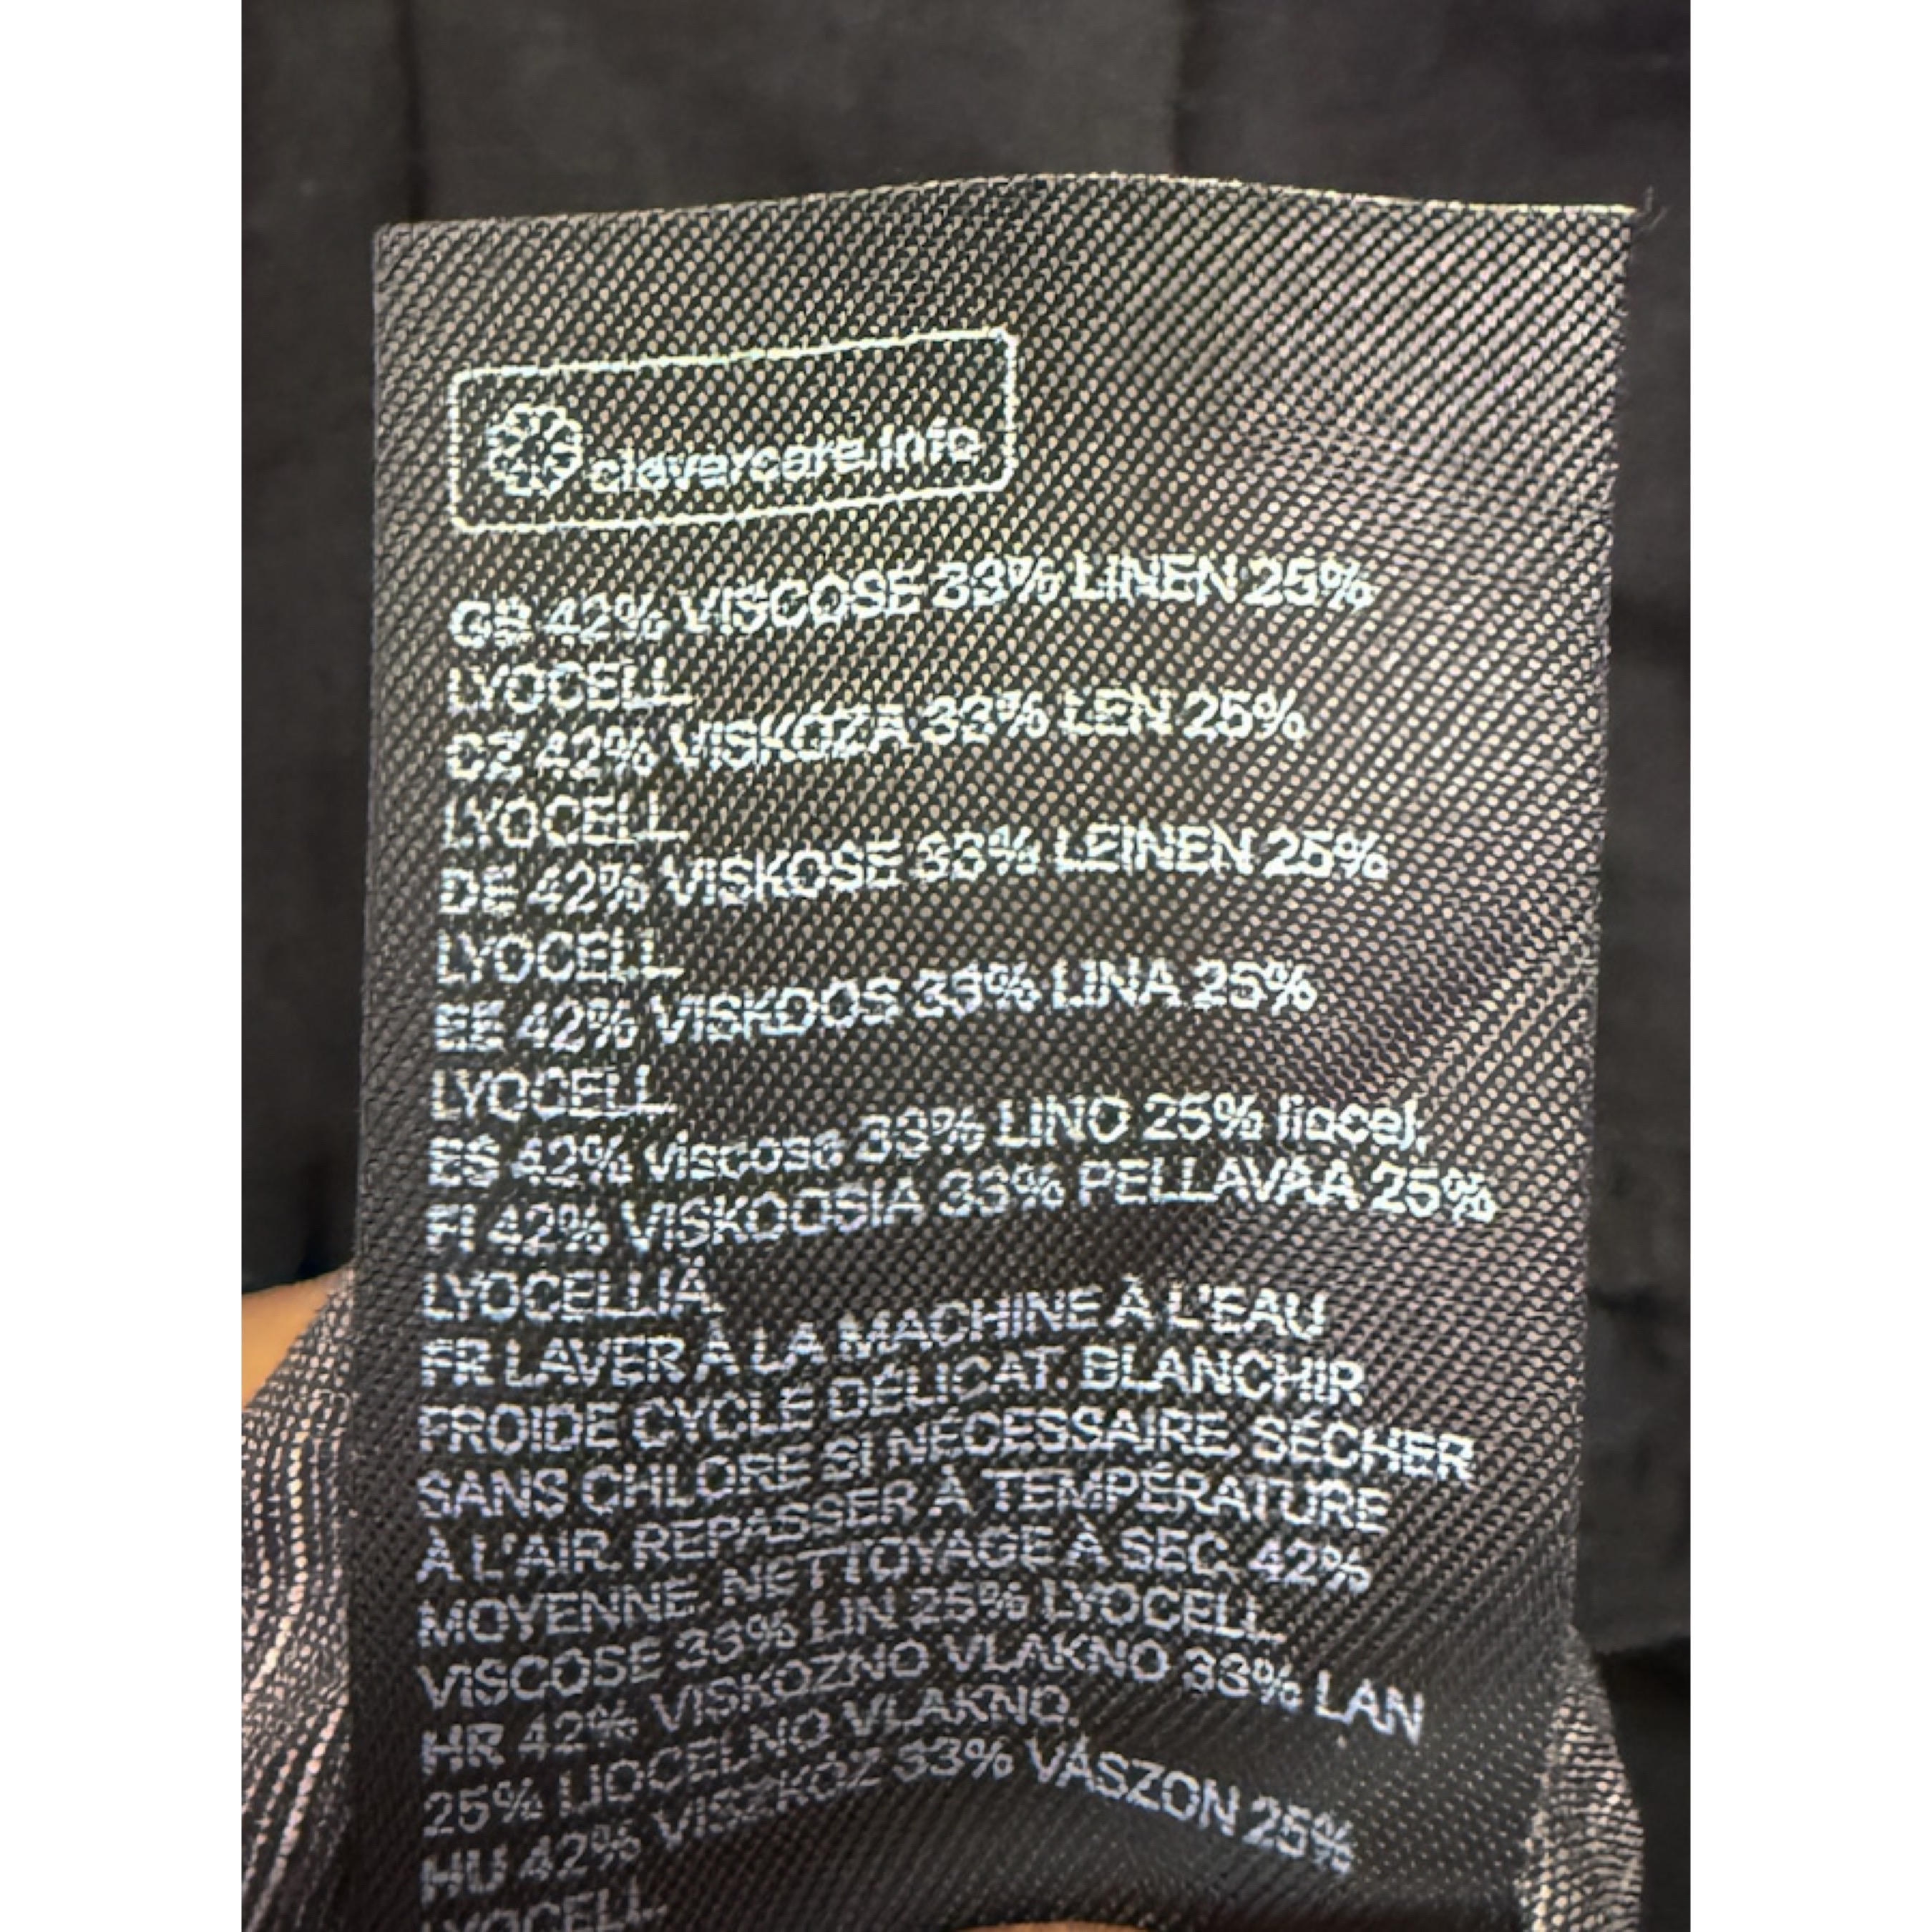 clevercare.info
GB 42% VISCOSE 33% LINEN 25%
LYOCELL.
CZ 42% VISKÓZA 33% LEN 25%
LYOCELL.
DE 42% VISKOSE 33% LEINEN 25%
LYOCELL.
EE 42% VISKOOS 33% LINA 25%
LYOCELL.
ES 42% viscosa 33% LINO 25% liocel.
FI 42% VISKOOSIA 33% PELLAVAA 25%
LYOCELLIA.
FR LAVER À LA MACHINE À L'EAU
FROIDE CYCLE DÉLICAT. BLANCHIR
SANS CHLORE SI NÉCESSAIRE. SÉCHER
À L'AIR. REPASSER À TEMPÉRATURE
MOYENNE. NETTOYAGE À SEC. 42%
VISCOSE 33% LIN 25% LYOCELL.
HR 42% VISKOZNO VLAKNO 33% LAN
25% LIOCELNO VLAKNO.
HU 42% VISZKÓZ 33% VÁSZON 25%
LYOCELL.